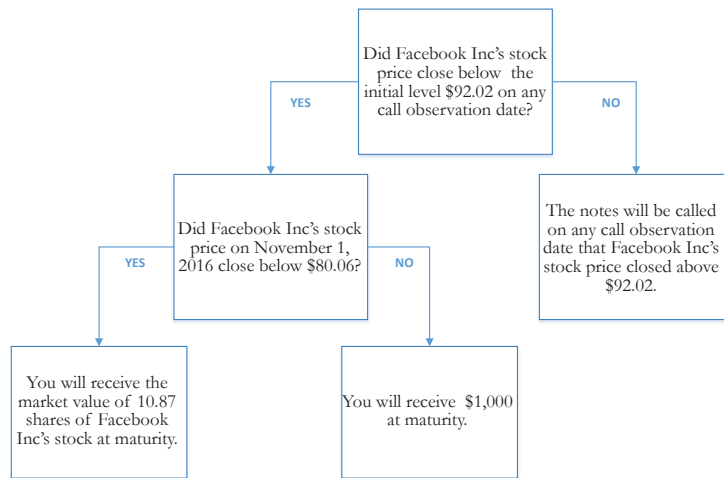 Did Facebook Inc's stock
price close below the
initial level $92.02 on any
call observation date?
YES
NO
Did Facebook Inc's stock
price on November 1,
2016 close below $80.06?
The notes will be called
on any call observation
date that Facebook Inc's
stock price closed above
$92.02.
YES
NO
You will receive the
market value of 10.87
shares of Facebook
Inc's stock at maturity.
You will receive $1,000
at maturity.